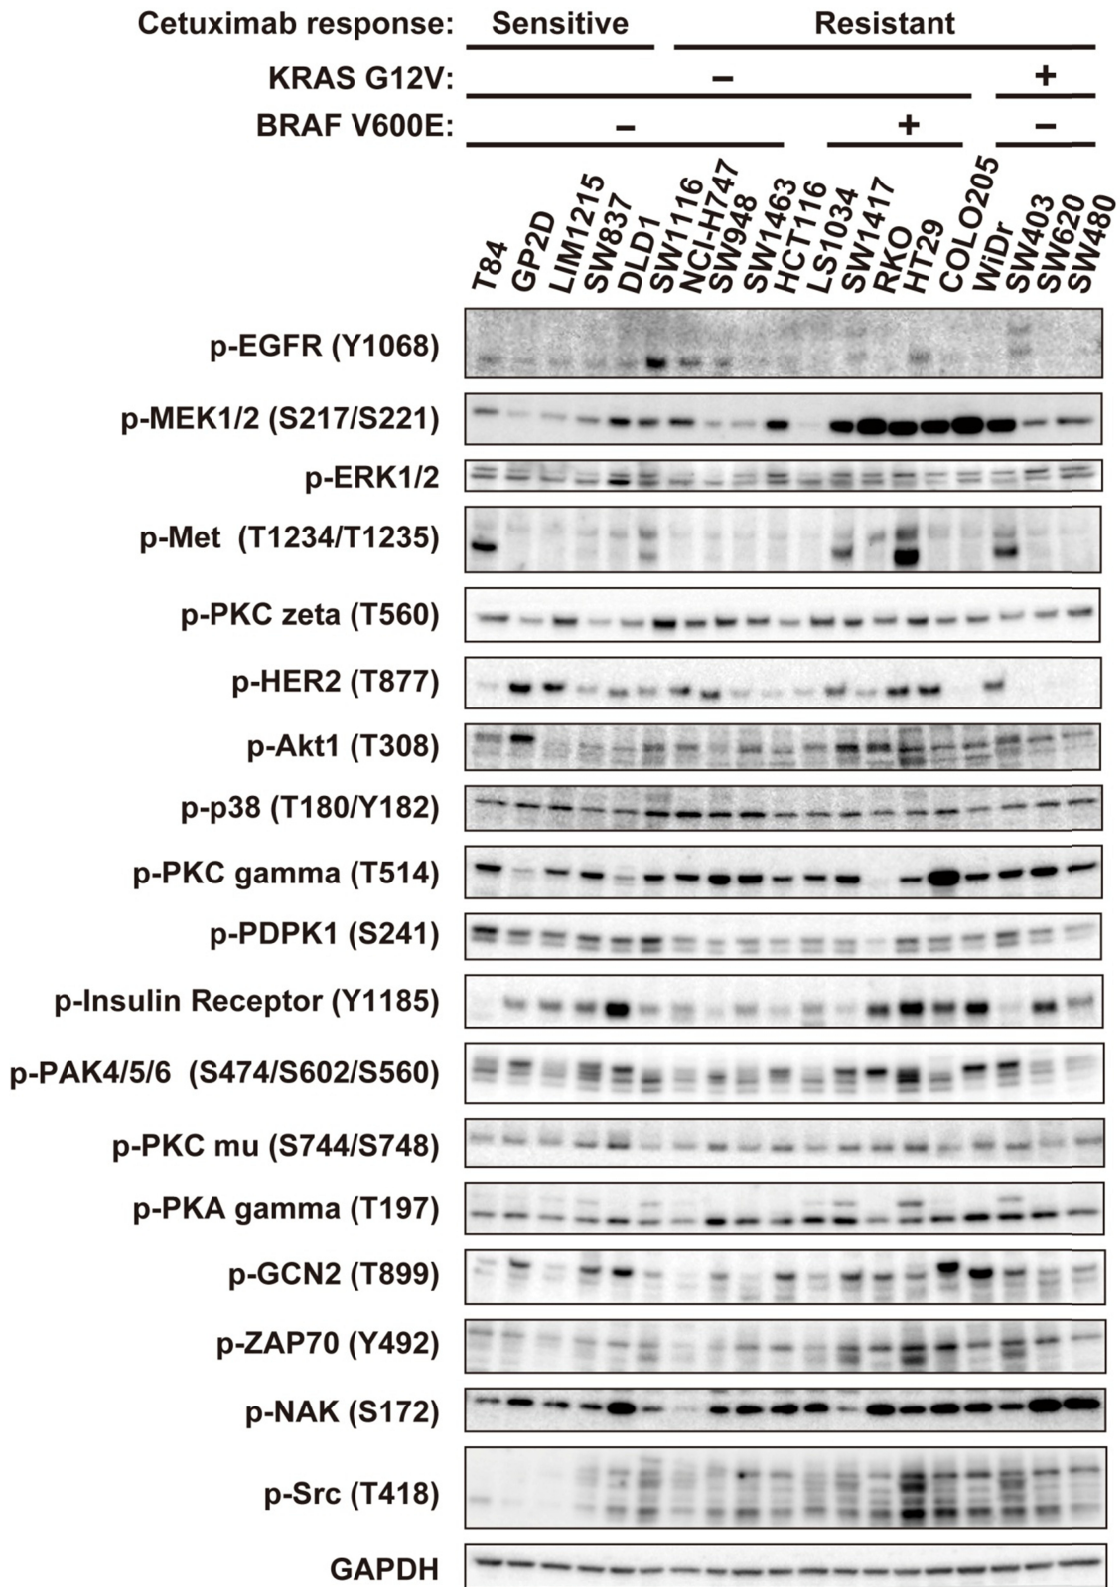 Cetuximab response: Sensitive Resistant
KRAS G12V: – +
BRAF V600E: – + –
T84 GP2D LIM1215 SW837 DLD1 SW1116 NCI-H747 SW948 SW1463 HCT116 LS1034 SW1417 RKO HT29 COLO205 WiDr SW403 SW620 SW480
p-EGFR (Y1068)
p-MEK1/2 (S217/S221)
p-ERK1/2
p-Met (T1234/T1235)
p-PKC zeta (T560)
p-HER2 (T877)
p-Akt1 (T308)
p-p38 (T180/Y182)
p-PKC gamma (T514)
p-PDPK1 (S241)
p-Insulin Receptor (Y1185)
p-PAK4/5/6 (S474/S602/S560)
p-PKC mu (S744/S748)
p-PKA gamma (T197)
p-GCN2 (T899)
p-ZAP70 (Y492)
p-NAK (S172)
p-Src (T418)
GAPDH